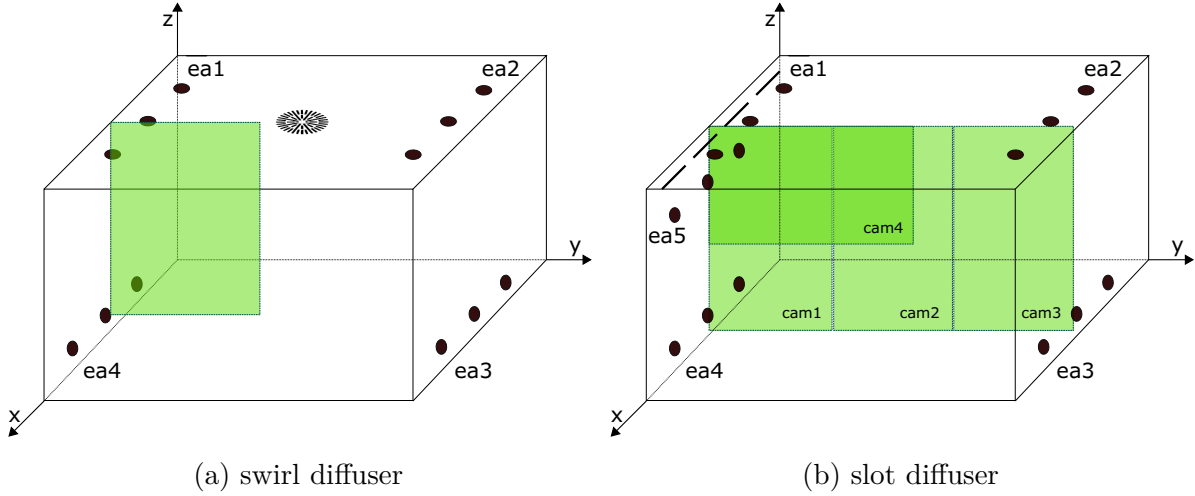 z
ea1
ea2
y
ea4
ea3
x
(a) swirl diffuser
z
ea1
ea2
cam4
ea5
y
cam1
cam2
cam3
ea4
ea3
x
(b) slot diffuser